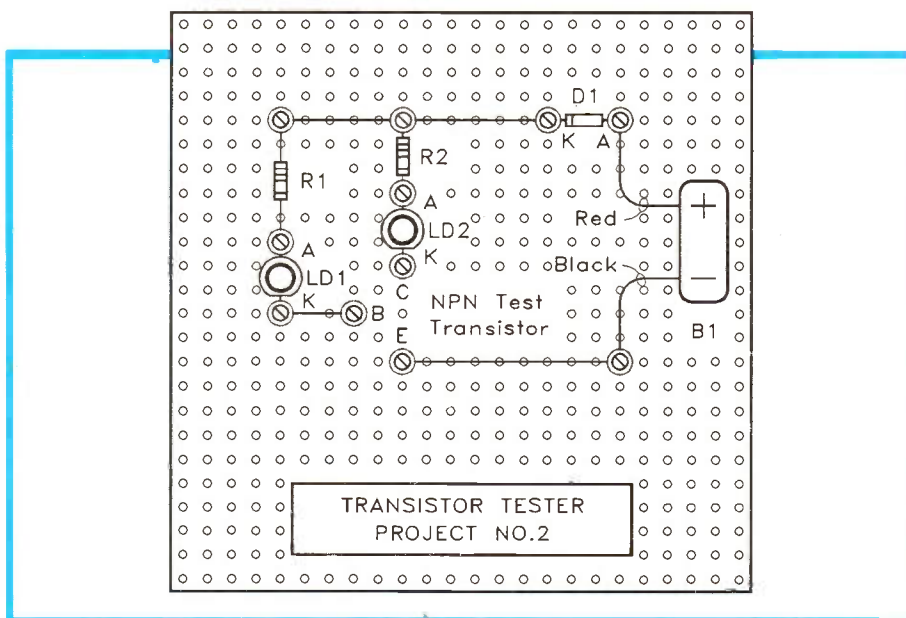 D1
K A
R1
R2
A
LD2
K
A
LD1
K
B
C
E
NPN Test
Transistor
Red
Black
+
−
B1
TRANSISTOR TESTER
PROJECT NO.2